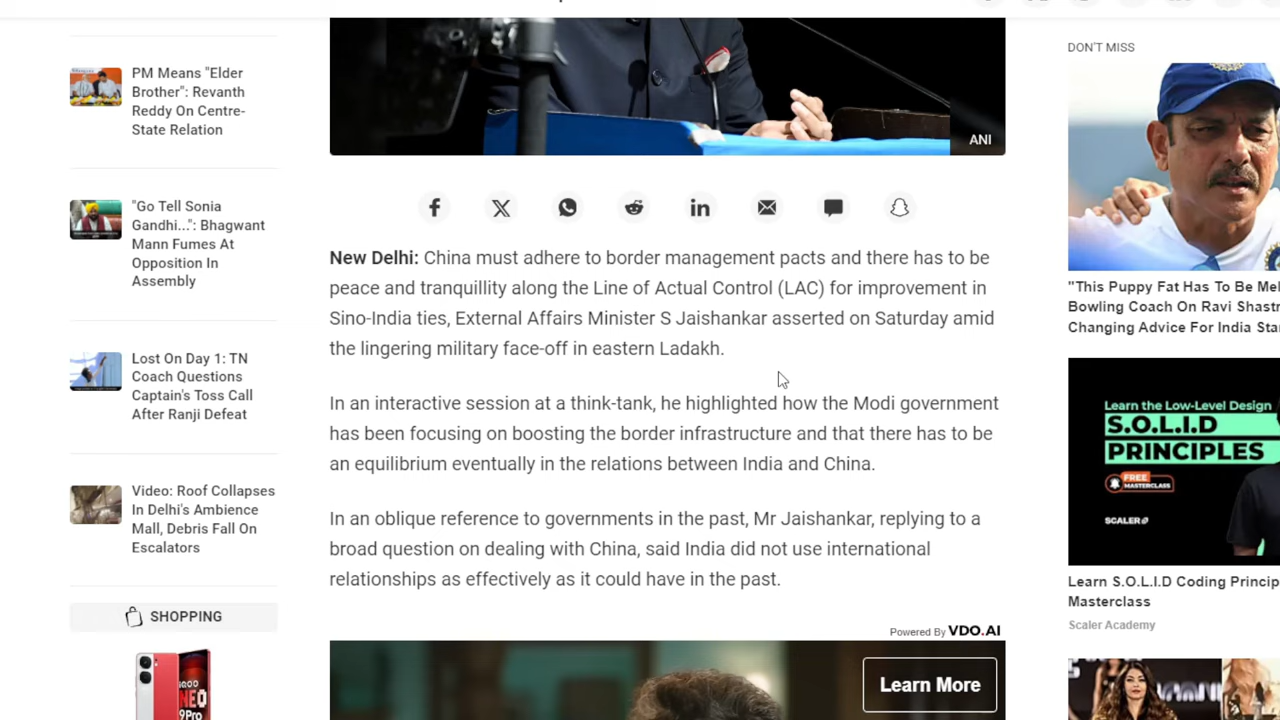 PM Means "Elder
Brother": Revanth
Reddy On Centre-
State Relation
"Go Tell Sonia
Gandhi...": Bhagwant
Mann Fumes At
Opposition In
Assembly
Lost On Day 1: TN
Coach Questions
Captain's Toss Call
After Ranji Defeat
Video: Roof Collapses
In Delhi's Ambience
Mall, Debris Fall On
Escalators
SHOPPING
iQOO
NEO
9Pro
ANI
New Delhi: China must adhere to border management pacts and there has to be
peace and tranquillity along the Line of Actual Control (LAC) for improvement in
Sino-India ties, External Affairs Minister S Jaishankar asserted on Saturday amid
the lingering military face-off in eastern Ladakh.
In an interactive session at a think-tank, he highlighted how the Modi government
has been focusing on boosting the border infrastructure and that there has to be
an equilibrium eventually in the relations between India and China.
In an oblique reference to governments in the past, Mr Jaishankar, replying to a
broad question on dealing with China, said India did not use international
relationships as effectively as it could have in the past.
Powered By VDO.AI
Learn More
DON'T MISS
"This Puppy Fat Has To Be Mel
Bowling Coach On Ravi Shastr
Changing Advice For India Sta
Learn the Low-Level Design
S.O.L.I.D
PRINCIPLES
FREE
MASTERCLASS
SCALER
Learn S.O.L.I.D Coding Princip
Masterclass
Scaler Academy